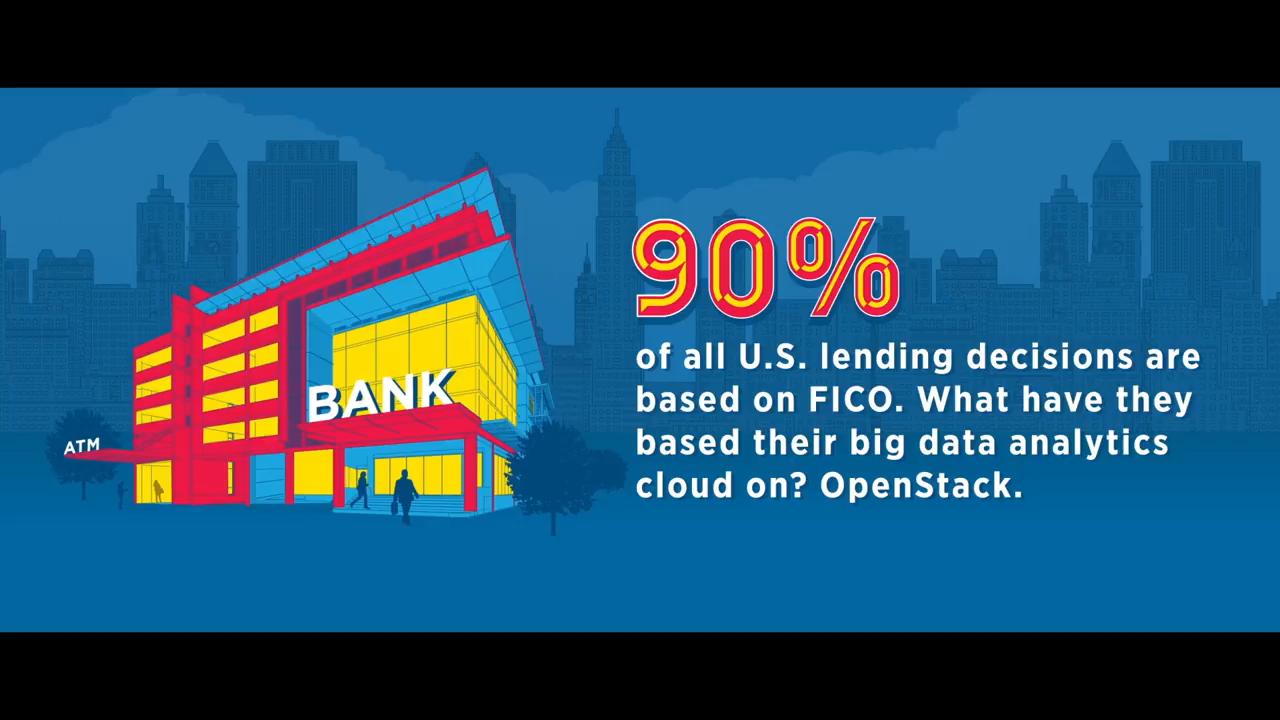 ATM
BANK
90%
of all U.S. lending decisions are
based on FICO. What have they
based their big data analytics
cloud on? OpenStack.